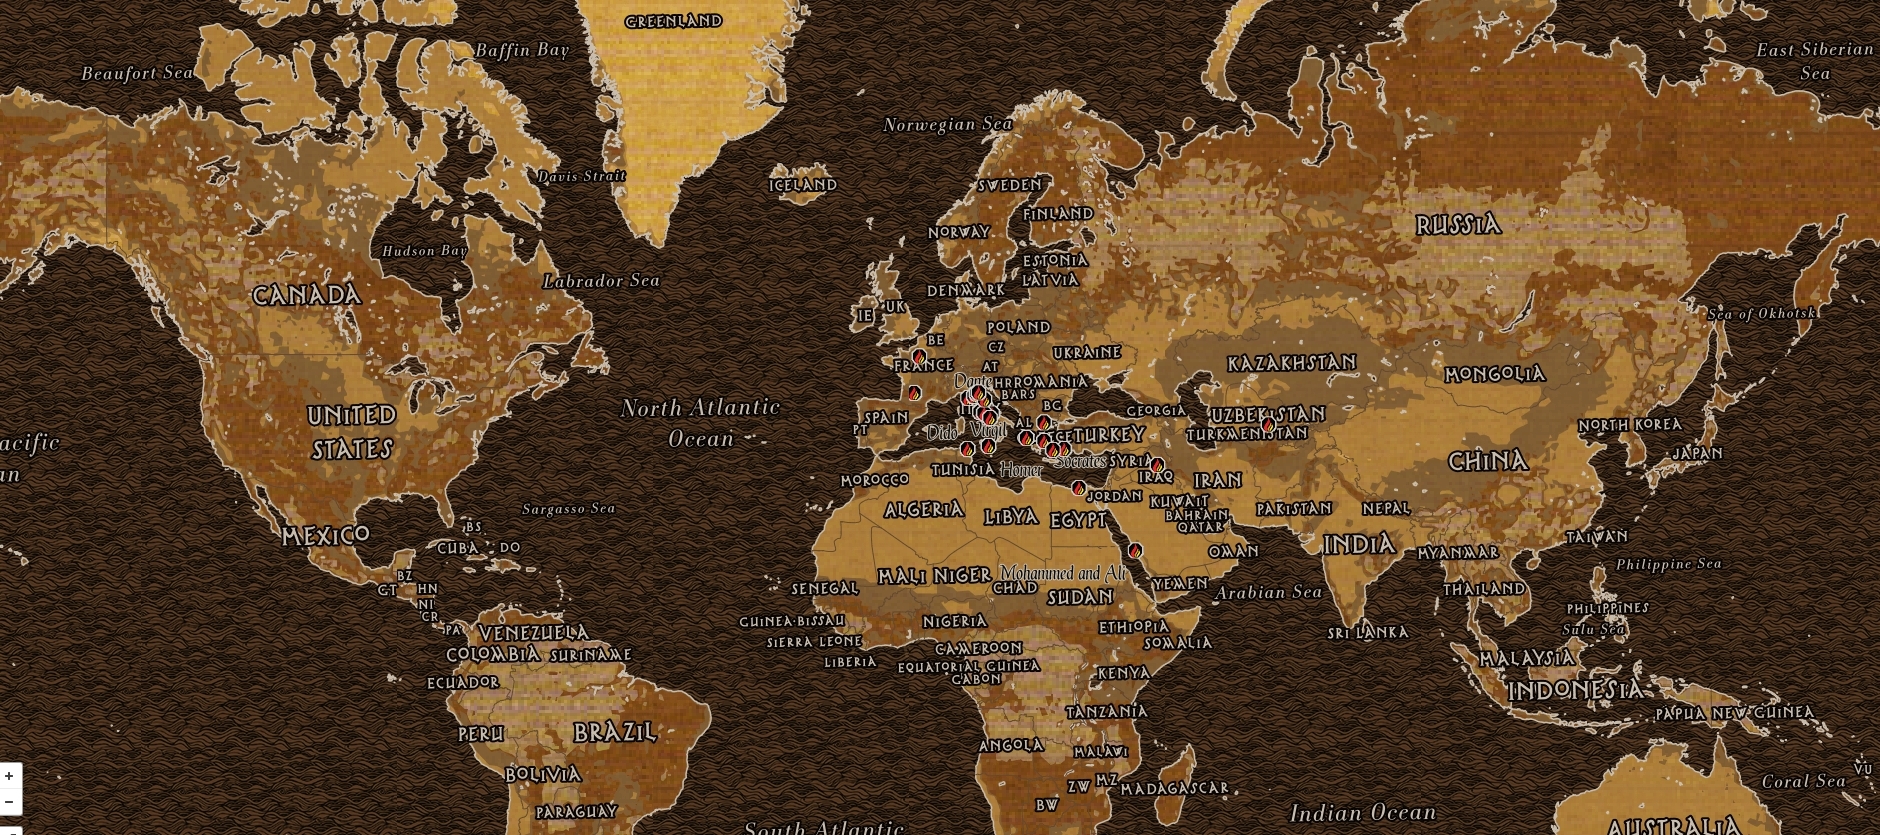 GREENLAND
Baffin Bay
Beaufort Sea
East Siberian
Sea
Norwegian Sea
Davis Strait
ICELAND
SWEDEN
FINLAND
NORWAY
RUSSIA
Hudson Bay
ESTONIA
LATVIA
Labrador Sea
DENMARK
CANADA
UK
IE
Sea of Okhotsk
POLAND
BE
CZ
UKRAINE
FRANCE
AT
KAZAKHSTAN
MONGOLIA
Dante
HR
ROMANIA
BA
RS
North Atlantic
Ocean
BG
GEORGIA
UNITED
STATES
SPAIN
PT
AL
UZBEKISTAN
NORTH KOREA
Dido
Virgil
TURKEY
TURKMENISTAN
acific
an
JAPAN
CHINA
Socrates
SYRIA
TUNISIA
Homer
MOROCCO
IRAQ
IRAN
JORDAN
KUWAIT
BAHRAIN
QATAR
PAKISTAN
NEPAL
Sargasso Sea
ALGERIA
LIBYA
EGYPT
BS
MEXICO
CUBA
DO
INDIA
TAIWAN
OMAN
MYANMAR
Philippine Sea
BZ
GT
HN
NI
CR
PA
MALI
NIGER
Mohammed and Ali
CHAD
SUDAN
YEMEN
Arabian Sea
THAILAND
SENEGAL
PHILIPPINES
GUINEA-BISSAU
NIGERIA
ETHIOPIA
Sulu Sea
VENEZUELA
SIERRA LEONE
SOMALIA
SRI LANKA
COLOMBIA
SURINAME
LIBERIA
CAMEROON
EQUATORIAL GUINEA
GABON
MALAYSIA
KENYA
ECUADOR
INDONESIA
TANZANIA
PAPUA NEW GUINEA
PERU
BRAZIL
ANGOLA
MALAWI
BOLIVIA
ZW
MZ
MADAGASCAR
VU
Coral Sea
BW
PARAGUAY
Indian Ocean
South Atlantic
AUSTRALIA
+
−